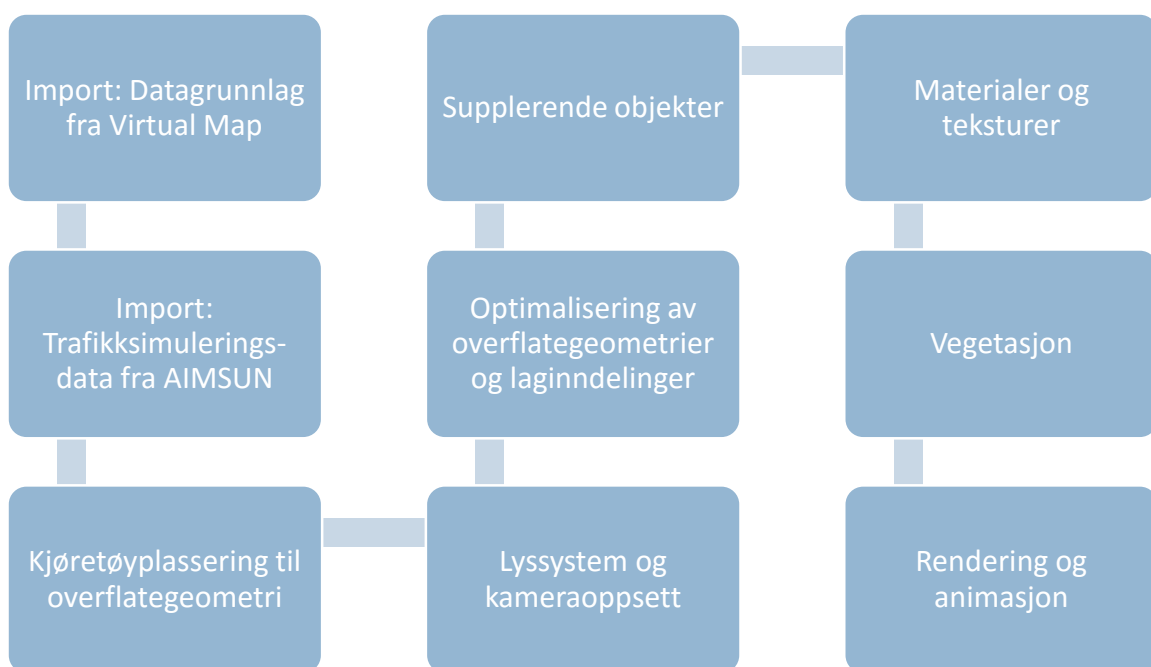 Import: Datagrunnlag
fra Virtual Map
Import:
Trafikksimulerings-
data fra AIMSUN
Kjøretøyplassering til
overflategeometri
Lyssystem og
kameraoppsett
Optimalisering av
overflategeometrier
og laginndelinger
Supplerende objekter
Materialer og
teksturer
Vegetasjon
Rendering og
animasjon